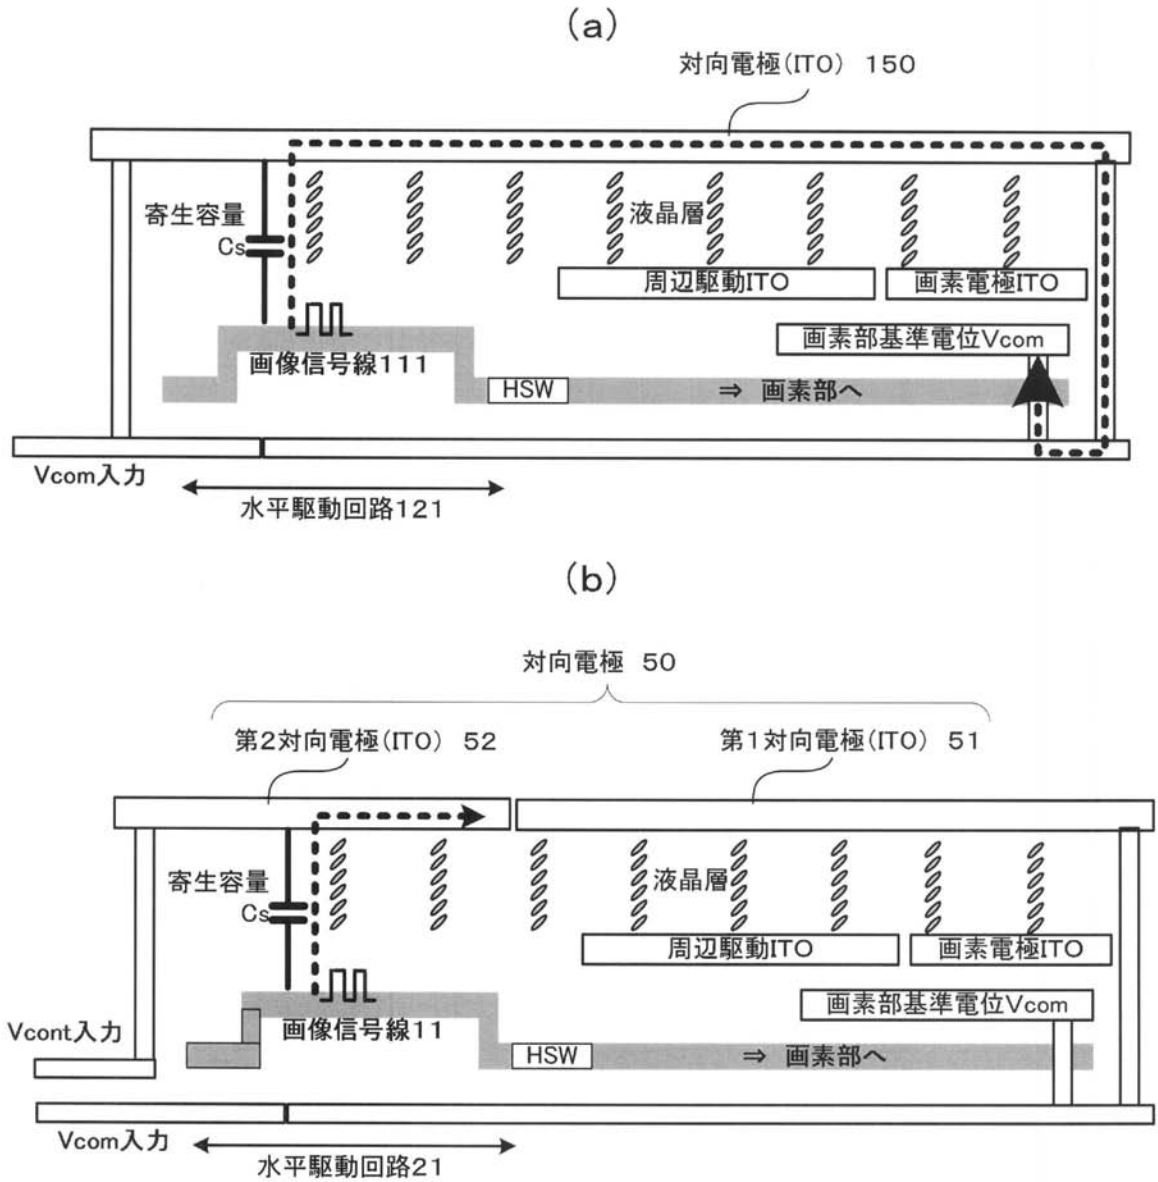 (a)
対向電極(ITO) 150
寄生容量
Cs
液晶層
周辺駆動ITO
画素電極ITO
画素部基準電位Vcom
画像信号線111
HSW
⇒ 画素部へ
Vcom入力
水平駆動回路121
(b)
対向電極 50
第2対向電極(ITO) 52
第1対向電極(ITO) 51
寄生容量
Cs
液晶層
周辺駆動ITO
画素電極ITO
画素部基準電位Vcom
Vcont入力
画像信号線11
HSW
⇒ 画素部へ
Vcom入力
水平駆動回路21